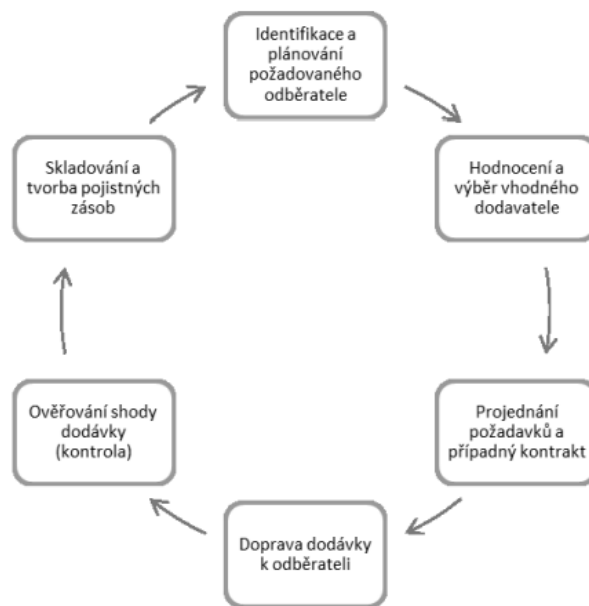 Identifikace a
plánování
požadovaného
odběratele
Hodnocení a
výběr vhodného
dodavatele
Projednání
požadavků a
případný kontrakt
Doprava dodávky
k odběrateli
Ověřování shody
dodávky
(kontrola)
Skladování a
tvorba pojistných
zásob